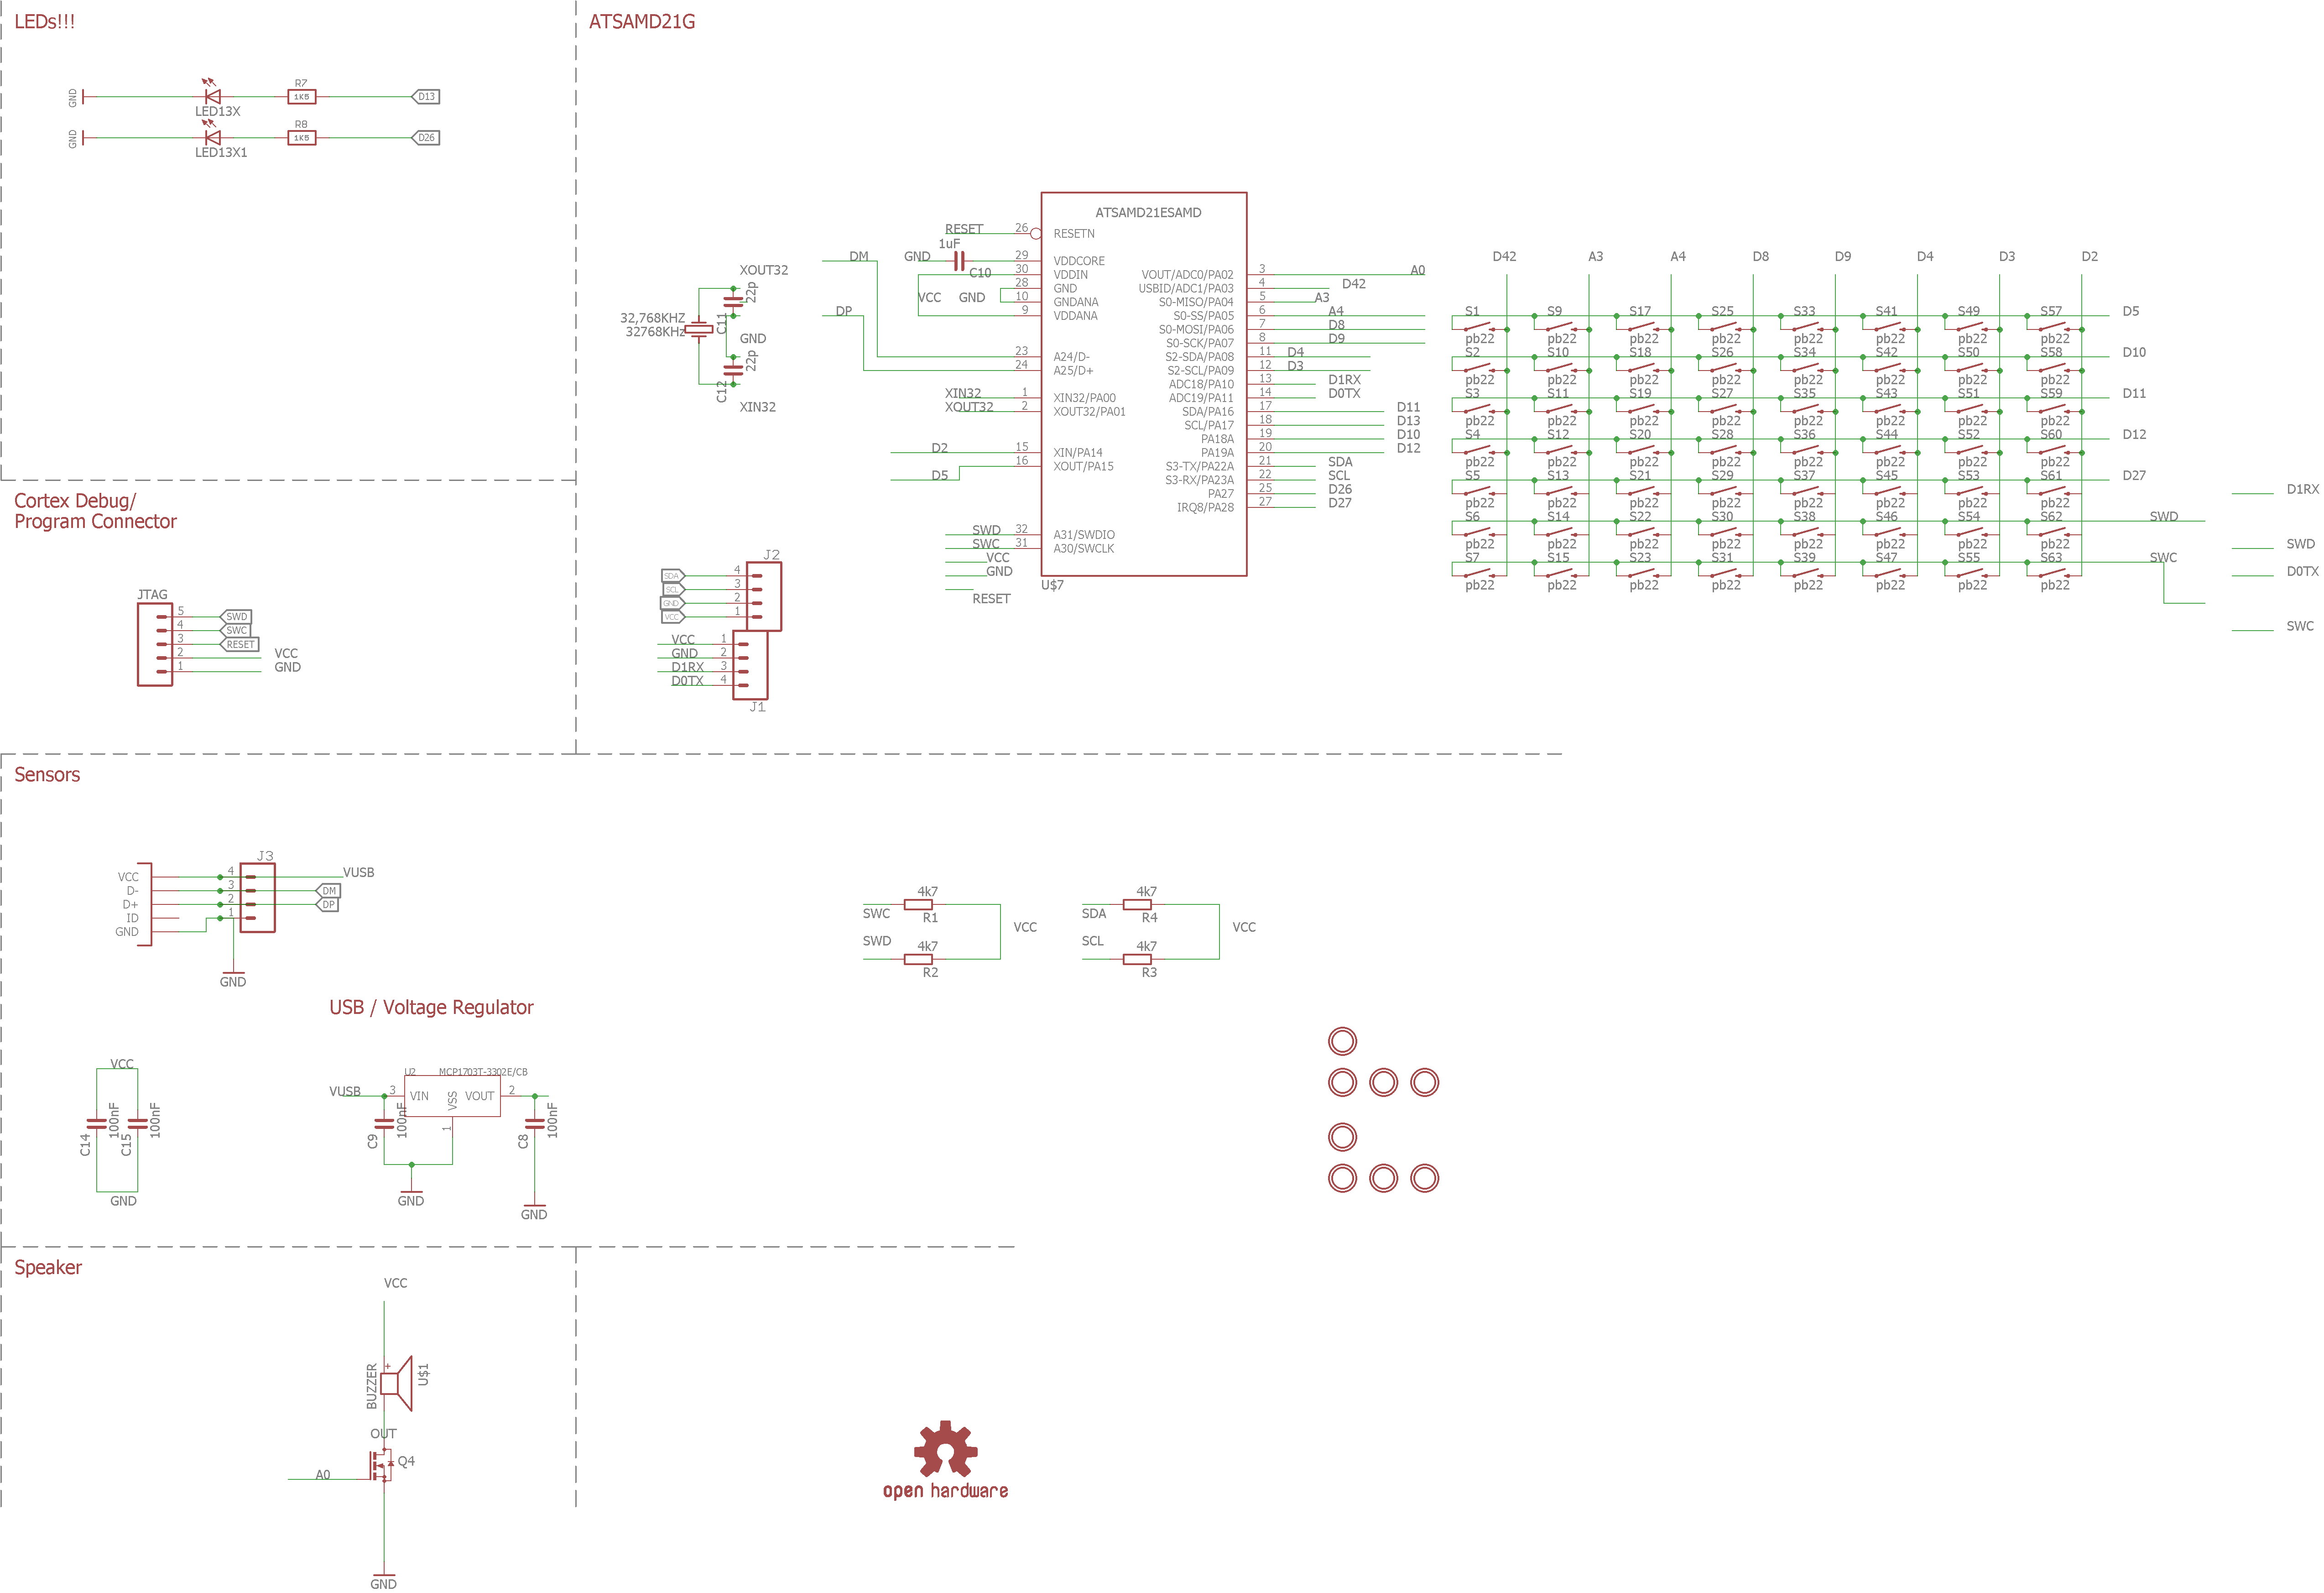 LEDs!!!
ATSAMD21G
GND
LED13X
R7
1K5
D13
GND
LED13X1
R8
1K5
D26
32,768KHZ
32768KHz
XOUT32
22p
C11
GND
22p
C12
XIN32
DM
DP
RESET
1uF
GND
C10
VCC GND
XIN32
XOUT32
D2
D5
SWD
SWC
VCC
GND
RESET
ATSAMD21ESAMD
26 RESETN
29 VDDCORE
30 VDDIN
28 GND
10 GNDANA
9 VDDANA
23 A24/D-
24 A25/D+
1 XIN32/PA00
2 XOUT32/PA01
15 XIN/PA14
16 XOUT/PA15
32 A31/SWDIO
31 A30/SWCLK
U$7
VOUT/ADC0/PA02 3 A0
USBID/ADC1/PA03 4 D42
S0-MISO/PA04 5 A3
S0-SS/PA05 6 A4
S0-MOSI/PA06 7 D8
S0-SCK/PA07 8 D9
S2-SDA/PA08 11 D4
S2-SCL/PA09 12 D3
ADC18/PA10 13 D1RX
ADC19/PA11 14 D0TX
SDA/PA16 17 D11
SCL/PA17 18 D13
PA18A 19 D10
PA19A 20 D12
S3-TX/PA22A 21 SDA
S3-RX/PA23A 22 SCL
PA27 25 D26
IRQ8/PA28 27 D27
D42 A3 A4 D8 D9 D4 D3 D2
S1 S9 S17 S25 S33 S41 S49 S57 D5
pb22 pb22 pb22 pb22 pb22 pb22 pb22 pb22
S2 S10 S18 S26 S34 S42 S50 S58 D10
pb22 pb22 pb22 pb22 pb22 pb22 pb22 pb22
S3 S11 S19 S27 S35 S43 S51 S59 D11
pb22 pb22 pb22 pb22 pb22 pb22 pb22 pb22
S4 S12 S20 S28 S36 S44 S52 S60 D12
pb22 pb22 pb22 pb22 pb22 pb22 pb22 pb22
S5 S13 S21 S29 S37 S45 S53 S61 D27
pb22 pb22 pb22 pb22 pb22 pb22 pb22 pb22
S6 S14 S22 S30 S38 S46 S54 S62 SWD
pb22 pb22 pb22 pb22 pb22 pb22 pb22 pb22
S7 S15 S23 S31 S39 S47 S55 S63 SWC
pb22 pb22 pb22 pb22 pb22 pb22 pb22 pb22
D1RX
SWD
D0TX
SWC
Cortex Debug/
Program Connector
JTAG
5 SWD
4 SWC
3 RESET
2 VCC
1 GND
J2
SDA 4
SCL 3
GND 2
VCC 1
VCC 1
GND 2
D1RX 3
D0TX 4
J1
Sensors
J3
VCC 4 VUSB
D- 3 DM
D+ 2 DP
ID 1
GND
GND
4k7
SWC R1
VCC
SWD 4k7
R2
4k7
SDA R4
VCC
SCL 4k7
R3
USB / Voltage Regulator
VCC
C14
100nF
C15
100nF
GND
VUSB
U2 MCP1703T-3302E/CB
3 VIN VOUT 2
VSS
1
C9
100nF
C8
100nF
GND
GND
Speaker
VCC
+
BUZZER
U$1
OUT
Q4
A0
GND
open hardware